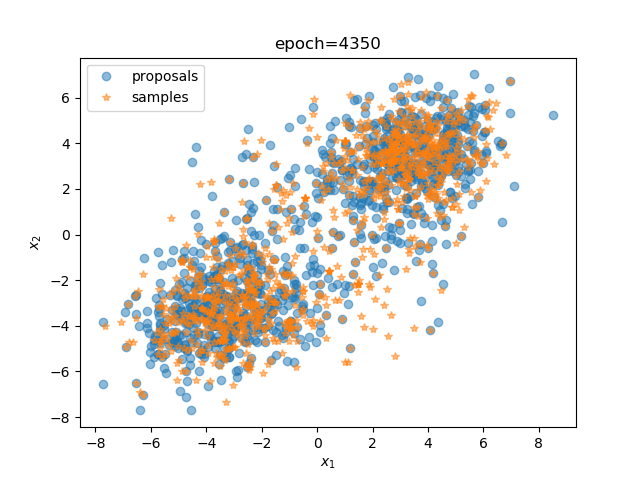 epoch=4350
proposals
samples
6
4
2
0
−2
−4
−6
−8
x₂
−8 −6 −4 −2 0 2 4 6 8
x₁